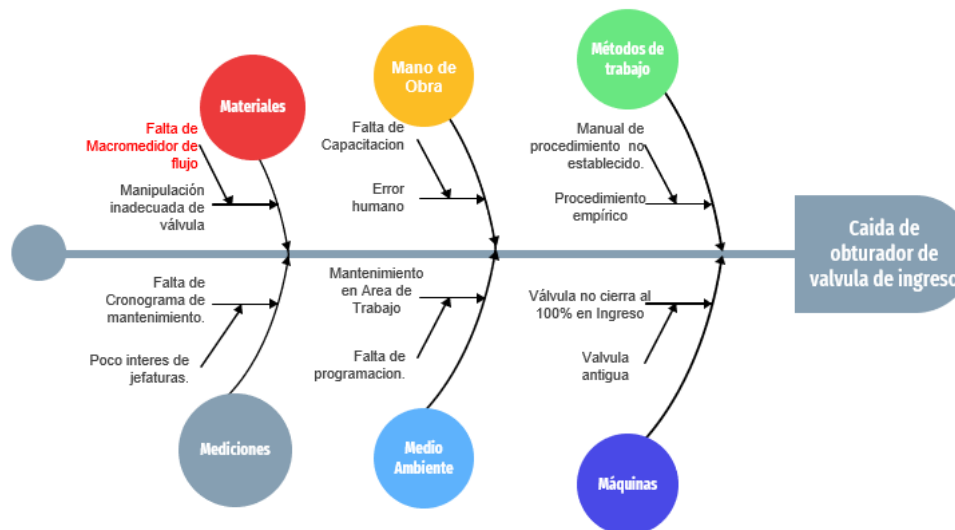 Materiales
Falta de
Macromedidor de
flujo
Manipulación
inadecuada de
válvula
Mano de
Obra
Falta de
Capacitacion
Error
humano
Métodos de
trabajo
Manual de
procedimiento no
establecido.
Procedimiento
empírico
Caida de
obturador de
valvula de ingreso
Falta de
Cronograma de
mantenimiento.
Poco interes de
jefaturas.
Mediciones
Mantenimiento
en Area de
Trabajo
Falta de
programacion.
Medio
Ambiente
Válvula no cierra al
100% en Ingreso
Valvula
antigua
Máquinas